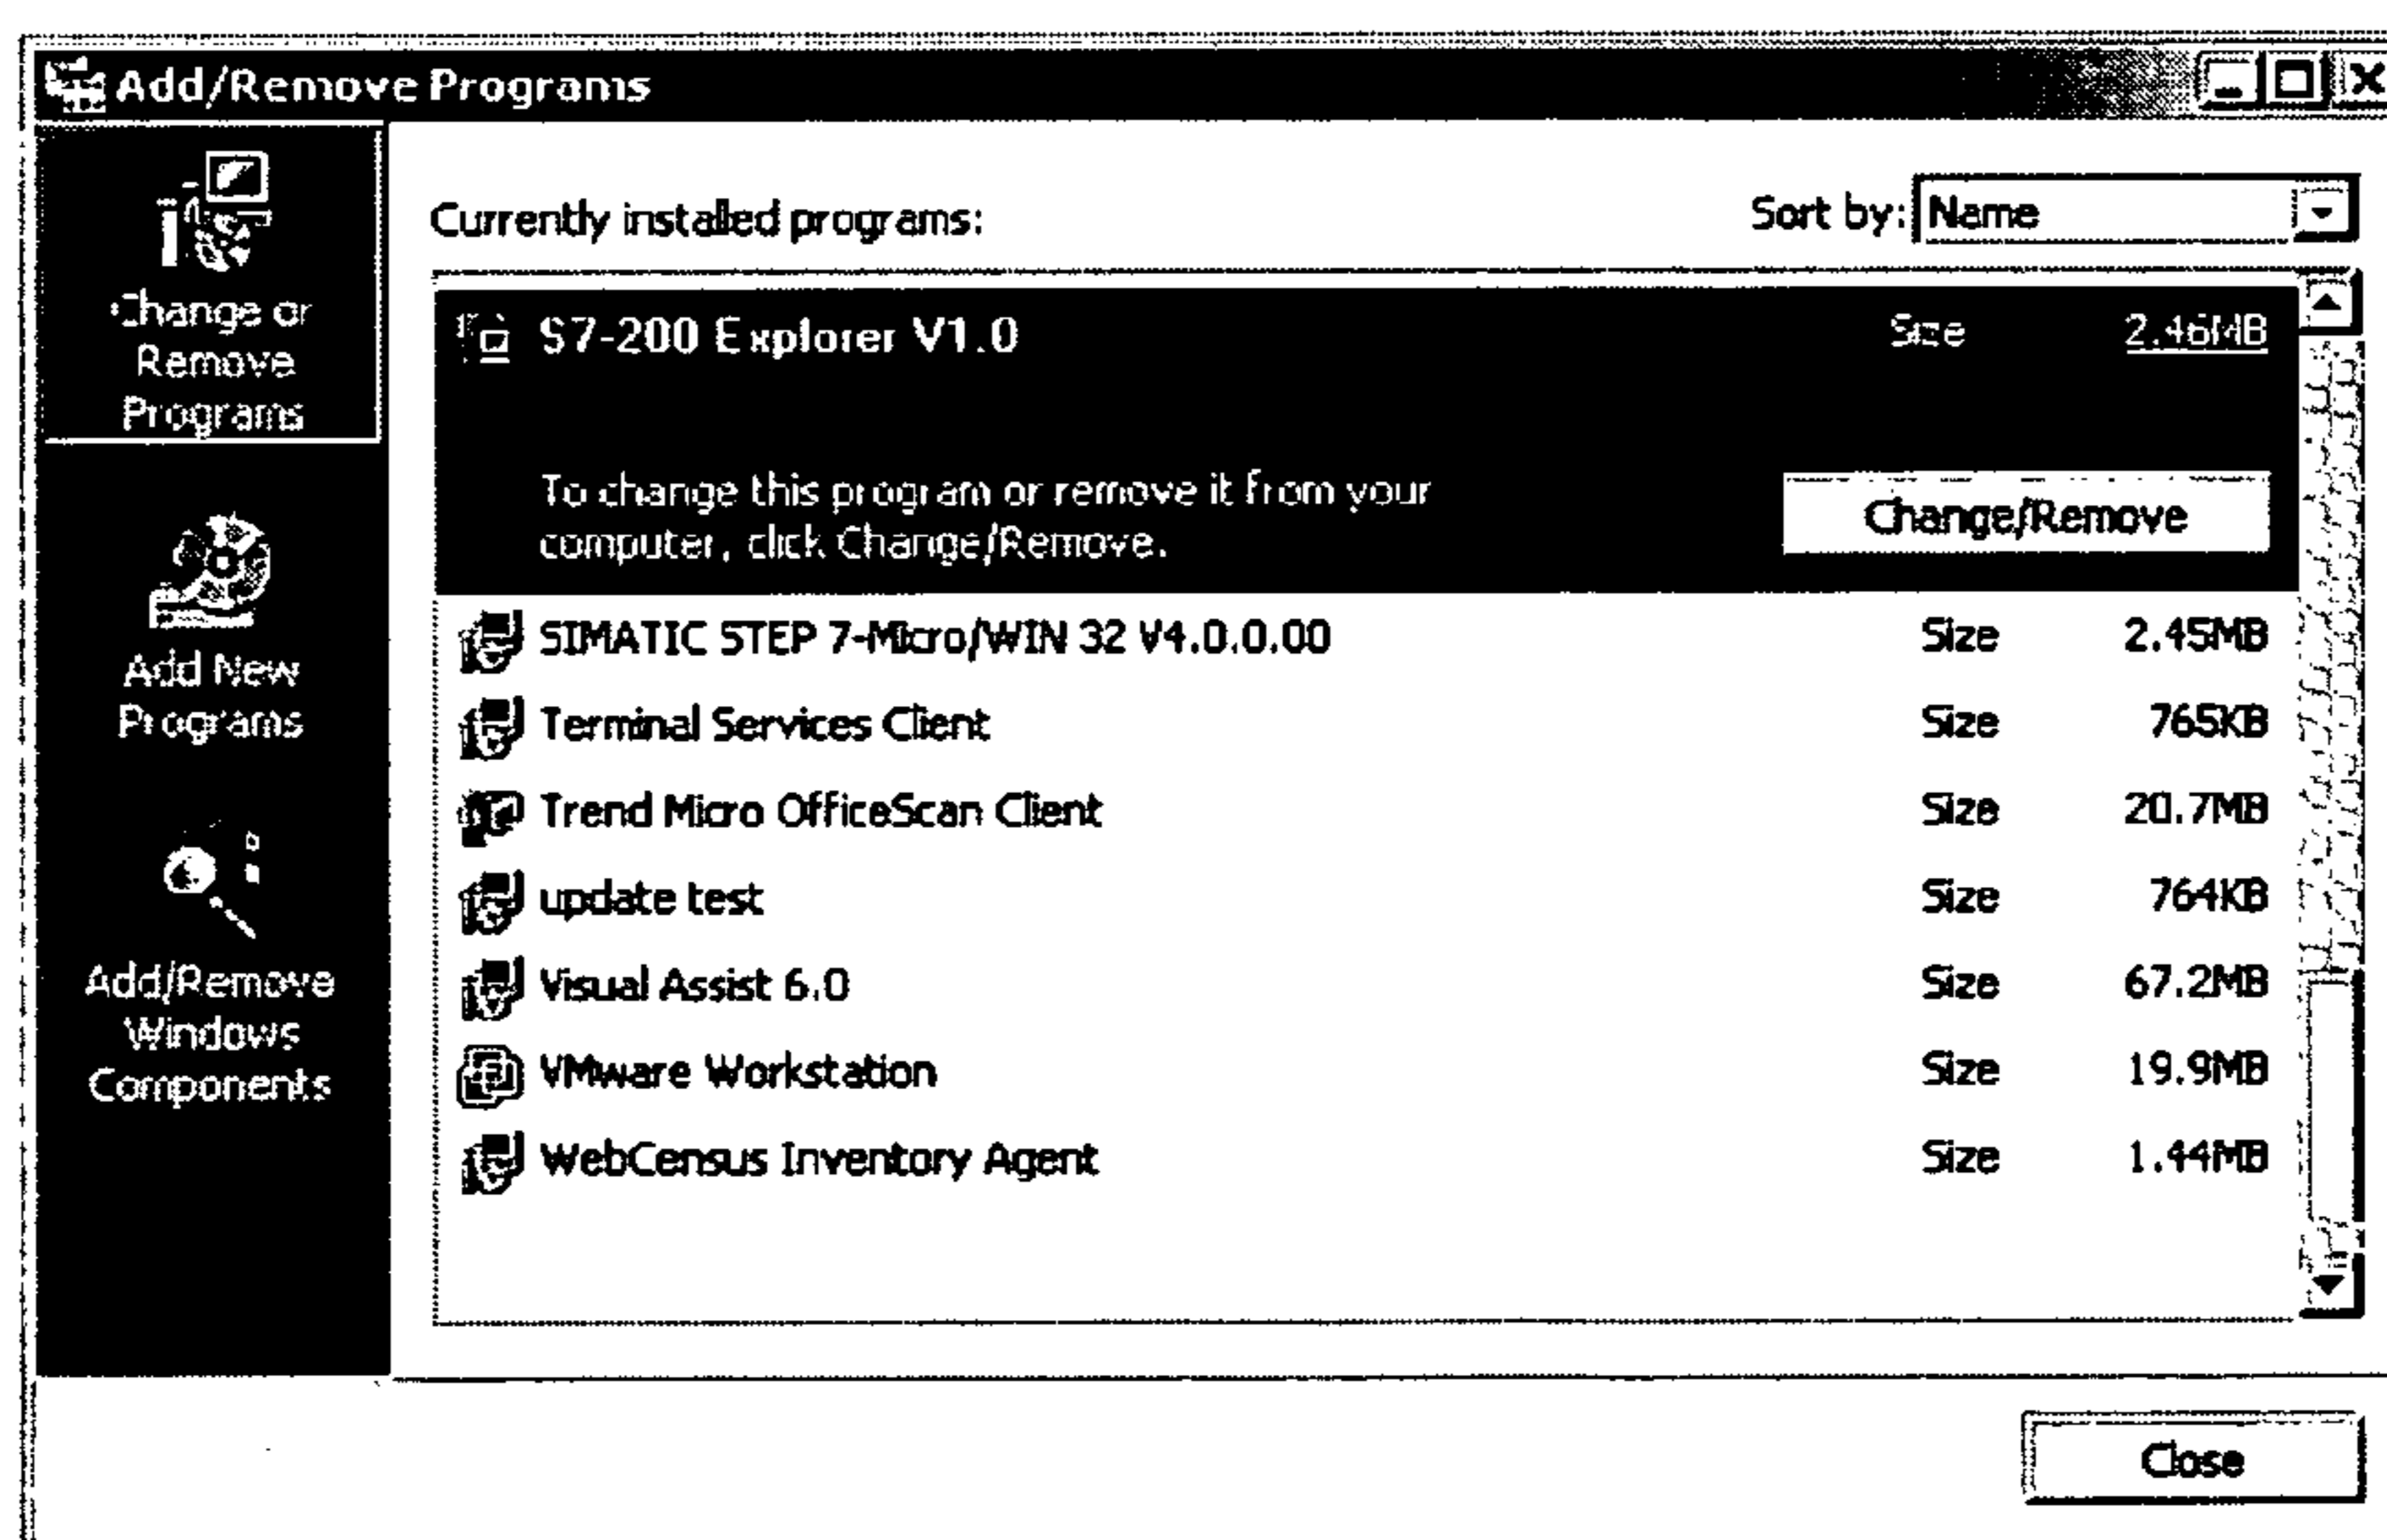 Add/Remove Programs
Change or
Remove
Programs
Add New
Programs
Add/Remove
Windows
Components
Currently installed programs:
Sort by: Name
S7-200 Explorer V1.0 Size 2.46MB
To change this program or remove it from your
computer, click Change/Remove.
Change/Remove
SIMATIC STEP 7-Micro/WIN 32 V4.0.0.00 Size 2.45MB
Terminal Services Client Size 765KB
Trend Micro OfficeScan Client Size 20.7MB
update test Size 764KB
Visual Assist 6.0 Size 67.2MB
VMware Workstation Size 19.9MB
WebCensus Inventory Agent Size 1.44MB
Close